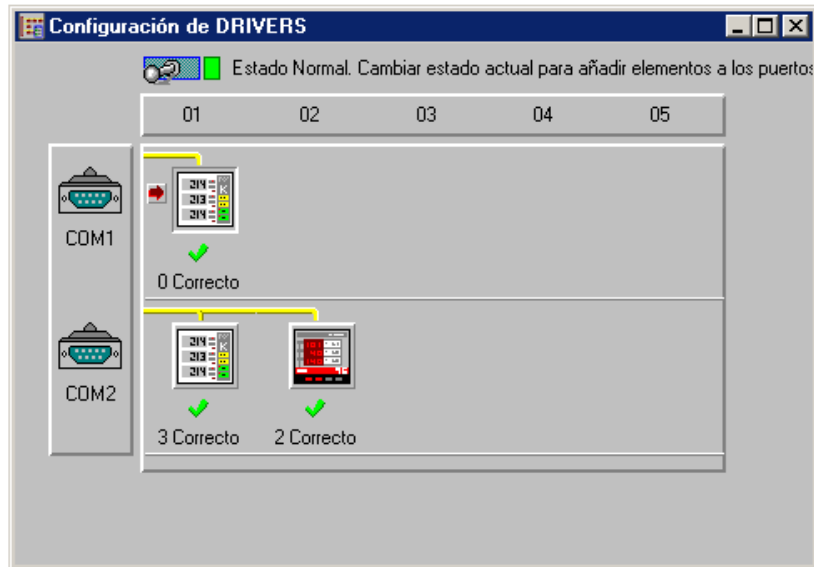 Configuración de DRIVERS
Estado Normal. Cambiar estado actual para añadir elementos a los puertos
01 02 03 04 05
COM1
0 Correcto
COM2
3 Correcto 2 Correcto